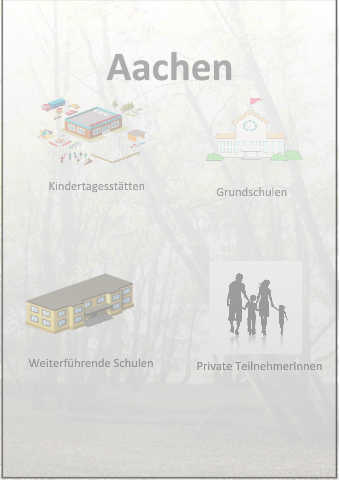 Aachen
Kindertagesstätten
Grundschulen
Weiterführende Schulen
Private TeilnehmerInnen